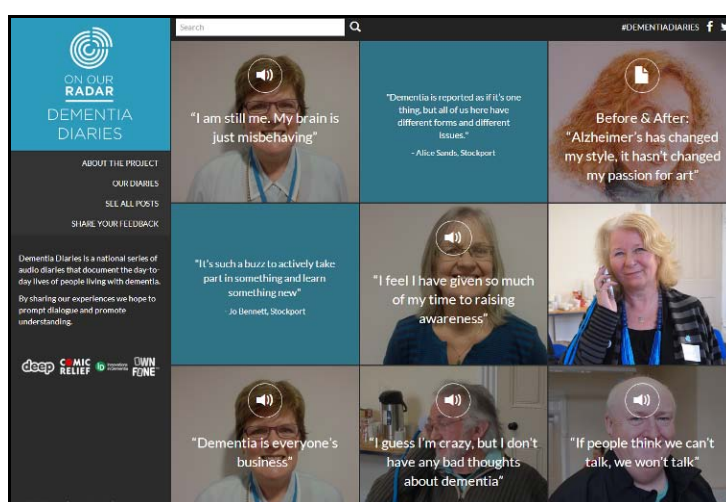 Search
#DEMENTIADIARIES
ON OUR
RADAR
DEMENTIA
DIARIES
ABOUT THE PROJECT
OUR DIARIES
SEE ALL POSTS
SHARE YOUR FEEDBACK
Dementia Diaries is a national series of
audio diaries that document the day-to-
day lives of people living with dementia.
By sharing our experiences we hope to
prompt dialogue and promote
understanding.
deep
COMIC
RELIEF
OWN
FONE
"I am still me. My brain is
just misbehaving"
"Dementia is reported as if it's one
thing, but all of us here have
different forms and different
issues."
- Alice Sands, Stockport
Before & After:
"Alzheimer's has changed
my style, it hasn't changed
my passion for art"
"It's such a buzz to actively take
part in something and learn
something new"
- Jo Bennett, Stockport
"I feel I have given so much
of my time to raising
awareness"
"Dementia is everyone's
business"
"I guess I'm crazy, but I don't
have any bad thoughts
about dementia"
"If people think we can't
talk, we won't talk"